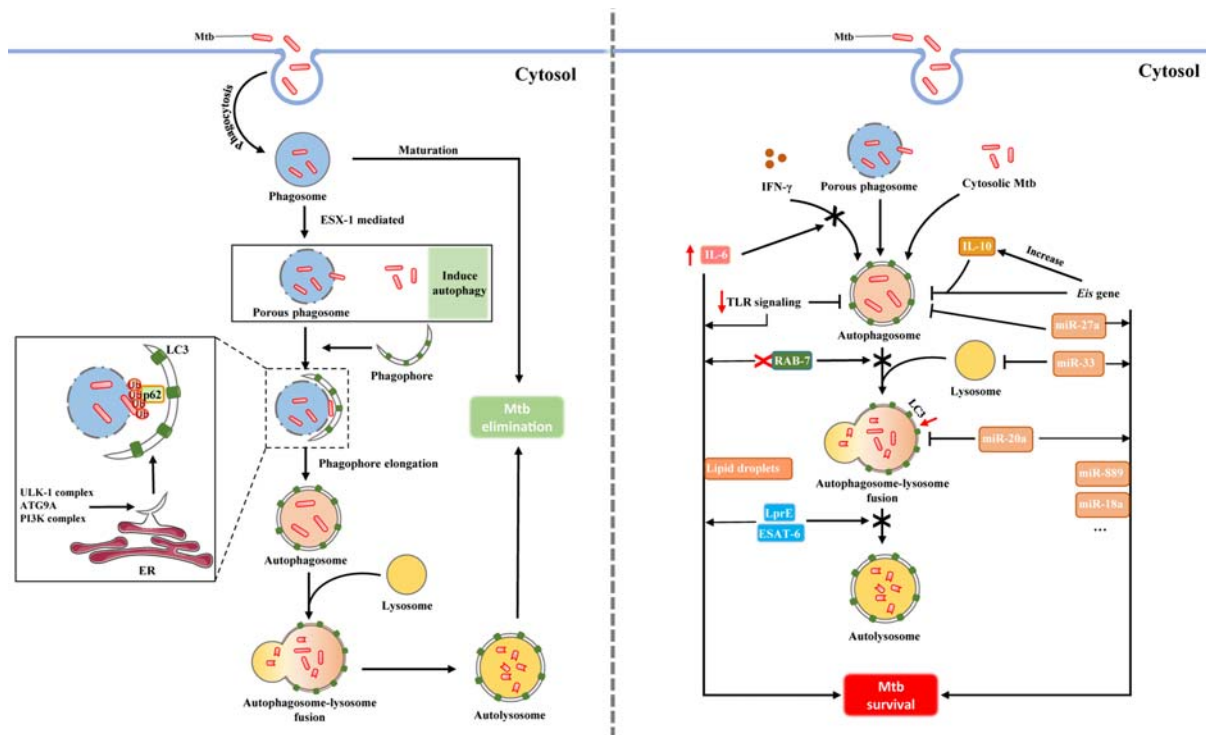 Mtb
Cytosol
Phagocytosis
Phagosome
Maturation
ESX-1 mediated
Porous phagosome
Induce
autophagy
Phagophore
LC3
Ub
Ub
p62
Ub
Ub
ULK-1 complex
ATG9A
PI3K complex
ER
Mtb
elimination
Phagophore elongation
Autophagosome
Lysosome
Autophagosome-lysosome
fusion
Autolysosome
Mtb
Cytosol
IFN-γ
Porous phagosome
Cytosolic Mtb
IL-6
IL-10
Increase
Eis gene
TLR signaling
Autophagosome
miR-27a
RAB-7
Lysosome
miR-33
LC3
miR-20a
Lipid droplets
Autophagosome-lysosome
fusion
miR-889
miR-18a
...
LprE
ESAT-6
Autolysosome
Mtb
survival